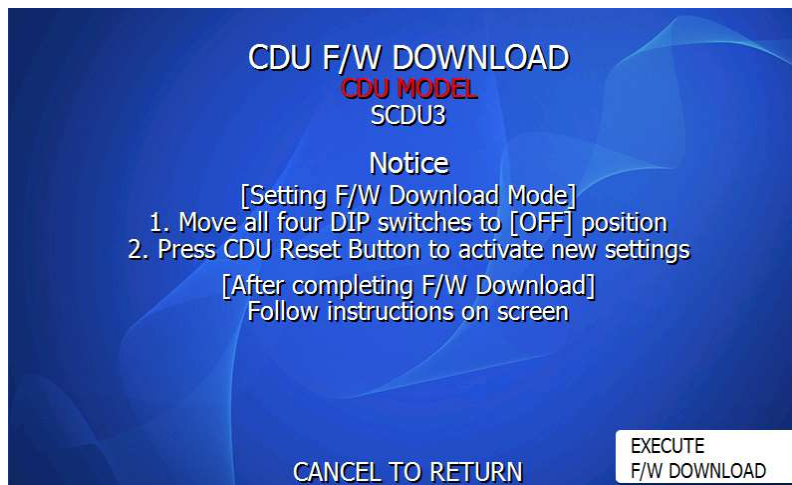 CDU F/W DOWNLOAD
CDU MODEL
SCDU3
Notice
[Setting F/W Download Mode]
1. Move all four DIP switches to [OFF] position
2. Press CDU Reset Button to activate new settings
[After completing F/W Download]
Follow instructions on screen
CANCEL TO RETURN
EXECUTE
F/W DOWNLOAD